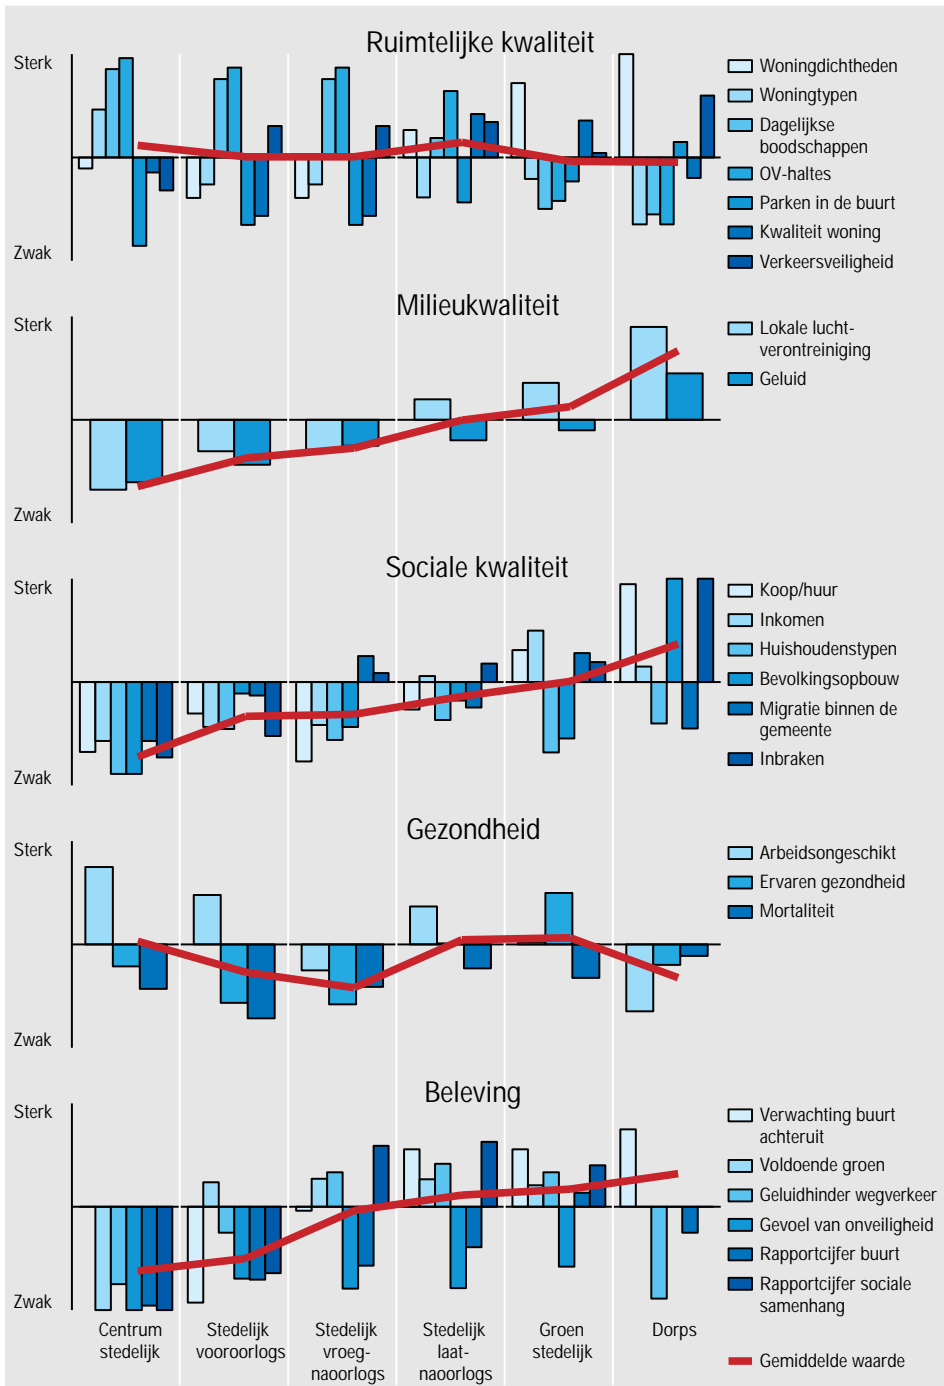 Ruimtelijke kwaliteit
Sterk
Zwak
Woningdichtheden
Woningtypen
Dagelijkse
boodschappen
OV-haltes
Parken in de buurt
Kwaliteit woning
Verkeersveiligheid
Milieukwaliteit
Sterk
Zwak
Lokale lucht-
verontreiniging
Geluid
Sociale kwaliteit
Sterk
Zwak
Koop/huur
Inkomen
Huishoudenstypen
Bevolkingsopbouw
Migratie binnen de
gemeente
Inbraken
Gezondheid
Sterk
Zwak
Arbeidsongeschikt
Ervaren gezondheid
Mortaliteit
Beleving
Sterk
Zwak
Verwachting buurt
achteruit
Voldoende groen
Geluidhinder wegverkeer
Gevoel van onveiligheid
Rapportcijfer buurt
Rapportcijfer sociale
samenhang
Gemiddelde waarde
Centrum
stedelijk
Stedelijk
vooroorlogs
Stedelijk
vroeg-
naoorlogs
Stedelijk
laat-
naoorlogs
Groen
stedelijk
Dorps